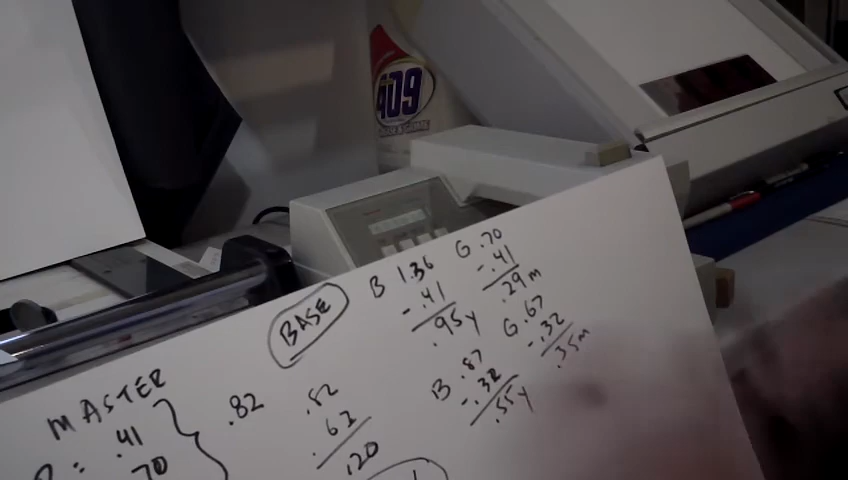 409
BASE
B 1.36
- .41
.95y
G .70
- .41
.29m
B .87
- .32
.55y
G .67
- .32
.35m
MASTER
.41
.70
.82
.82
.62
.120